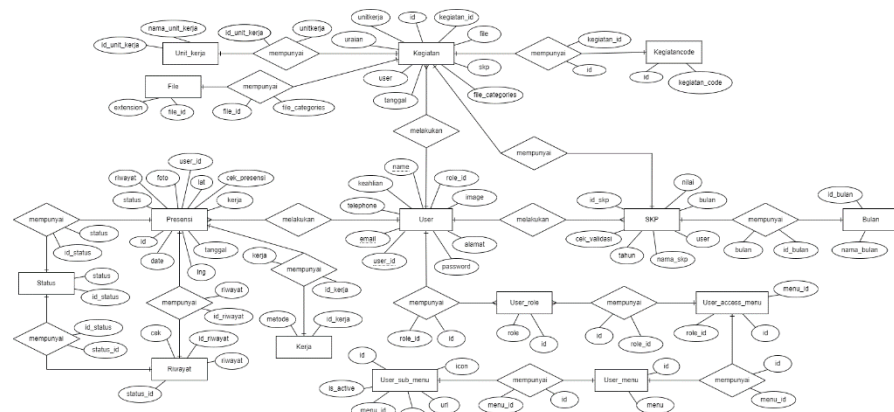 unitkerja
id
kegiatan_id
nama_unit_kerja
id_unit_kerja
unitkerja
file
kegiatan_id
id_unit_kerja
uraian
Unit_kerja
mempunyai
Kegiatan
mempunyai
Kegiatancode
File
mempunyai
user
skp
id
id
kegiatan_code
extension
file_id
file_id
file_categories
tanggal
file_categories
melakukan
mempunyai
user_id
name
role_id
nilai
riwayat
foto
lat
cek_presensi
keahlian
image
id_skp
bulan
id_bulan
mempunyai
status
status
kerja
telephone
Presensi
melakukan
User
melakukan
SKP
mempunyai
Bulan
id_status
id
tanggal
email
alamat
cek_validasi
user
bulan
id_bulan
nama_bulan
date
lng
kerja
user_id
password
tahun
nama_skp
status
Status
id_status
mempunyai
mempunyai
riwayat
id_kerja
id_riwayat
mempunyai
User_role
mempunyai
User_access_menu
menu_id
id_status
metode
id_kerja
role_id
id
role
id
id
role_id
role_id
id
mempunyai
status_id
cek
id_riwayat
Kerja
Riwayat
riwayat
status_id
id
icon
is_active
User_sub_menu
mempunyai
User_menu
id
mempunyai
id
menu_id
url
menu_id
id
menu
menu_id